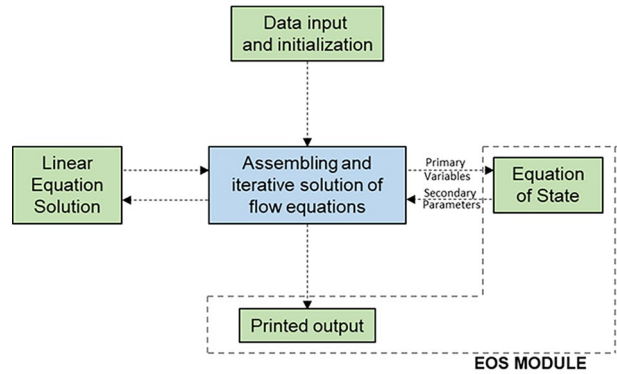 Data input
and initialization
Linear
Equation
Solution
Assembling and
iterative solution of
flow equations
Primary
Variables
Secondary
Parameters
Equation
of State
Printed output
EOS MODULE